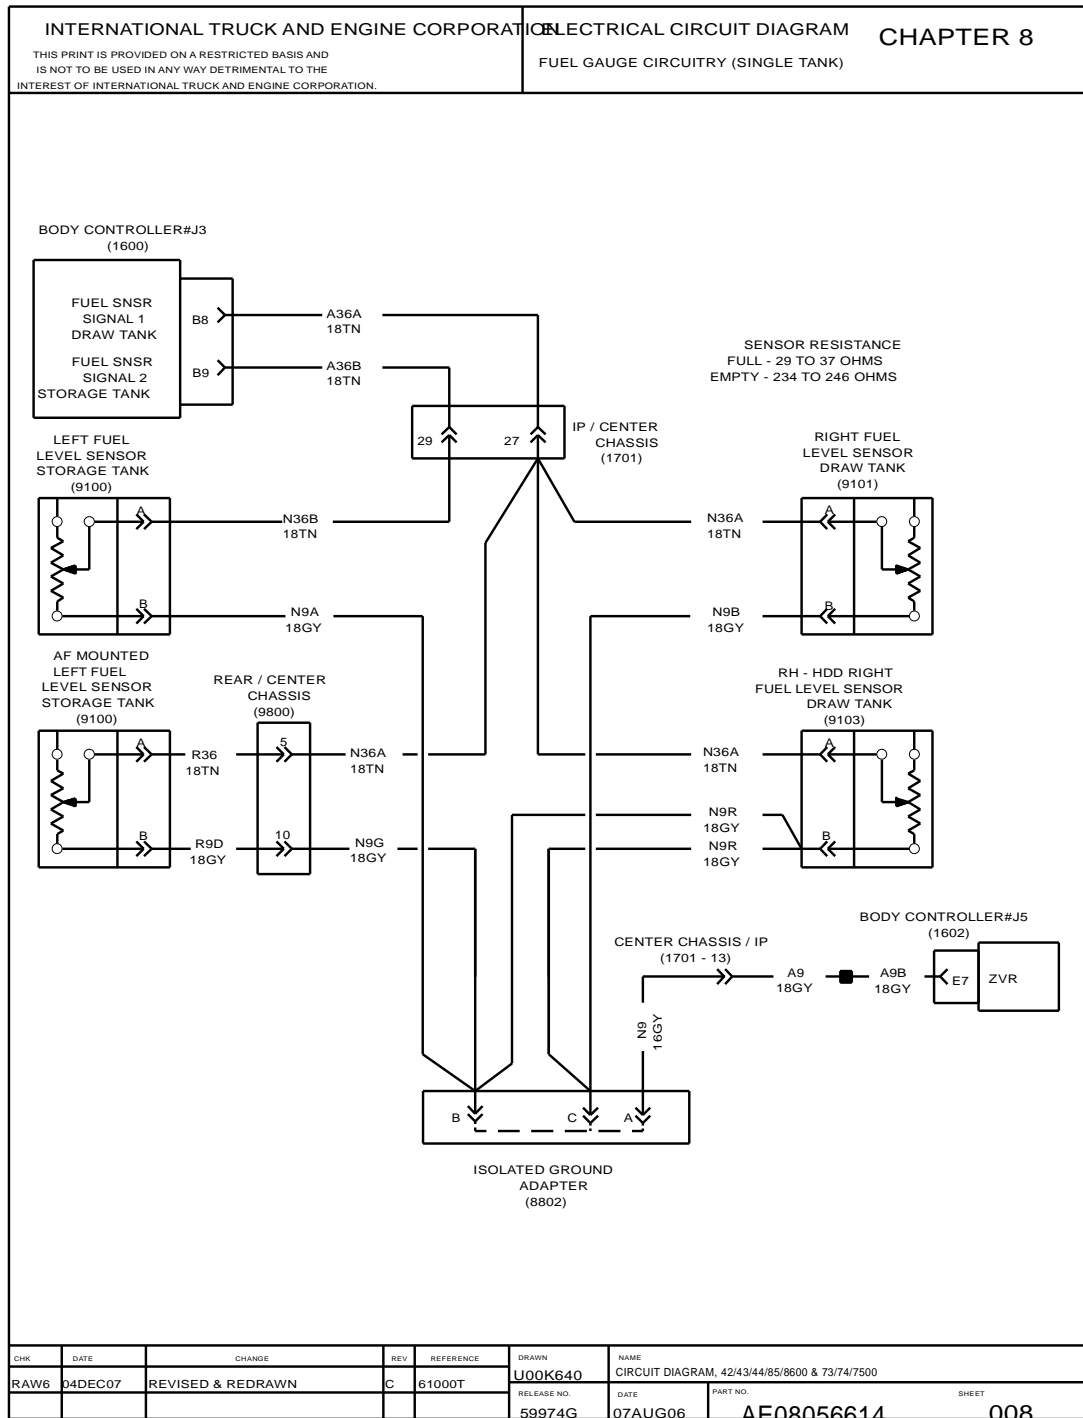 INTERNATIONAL TRUCK AND ENGINE CORPORATION
THIS PRINT IS PROVIDED ON A RESTRICTED BASIS AND
IS NOT TO BE USED IN ANY WAY DETRIMENTAL TO THE
INTEREST OF INTERNATIONAL TRUCK AND ENGINE CORPORATION.
ELECTRICAL CIRCUIT DIAGRAM
FUEL GAUGE CIRCUITRY (SINGLE TANK)
CHAPTER 8
BODY CONTROLLER#J3
(1600)
FUEL SNSR
SIGNAL 1
DRAW TANK
B8
A36A
18TN
FUEL SNSR
SIGNAL 2
STORAGE TANK
B9
A36B
18TN
SENSOR RESISTANCE
FULL - 29 TO 37 OHMS
EMPTY - 234 TO 246 OHMS
29
27
IP / CENTER
CHASSIS
(1701)
LEFT FUEL
LEVEL SENSOR
STORAGE TANK
(9100)
A
N36B
18TN
B
N9A
18GY
RIGHT FUEL
LEVEL SENSOR
DRAW TANK
(9101)
N36A
18TN
A
N9B
18GY
B
AF MOUNTED
LEFT FUEL
LEVEL SENSOR
STORAGE TANK
(9100)
A
R36
18TN
B
R9D
18GY
REAR / CENTER
CHASSIS
(9800)
5
N36A
18TN
10
N9G
18GY
RH - HDD RIGHT
FUEL LEVEL SENSOR
DRAW TANK
(9103)
N36A
18TN
A
N9R
18GY
N9R
18GY
B
BODY CONTROLLER#J5
(1602)
CENTER CHASSIS / IP
(1701 - 13)
A9
18GY
A9B
18GY
E7
ZVR
N9
16GY
B
C
A
ISOLATED GROUND
ADAPTER
(8802)
CHK
DATE
CHANGE
REV
REFERENCE
RAW6
04DEC07
REVISED & REDRAWN
C
61000T
DRAWN
U00K640
NAME
CIRCUIT DIAGRAM, 42/43/44/85/8600 & 73/74/7500
RELEASE NO.
59974G
DATE
07AUG06
PART NO.
AE08056614
SHEET
008